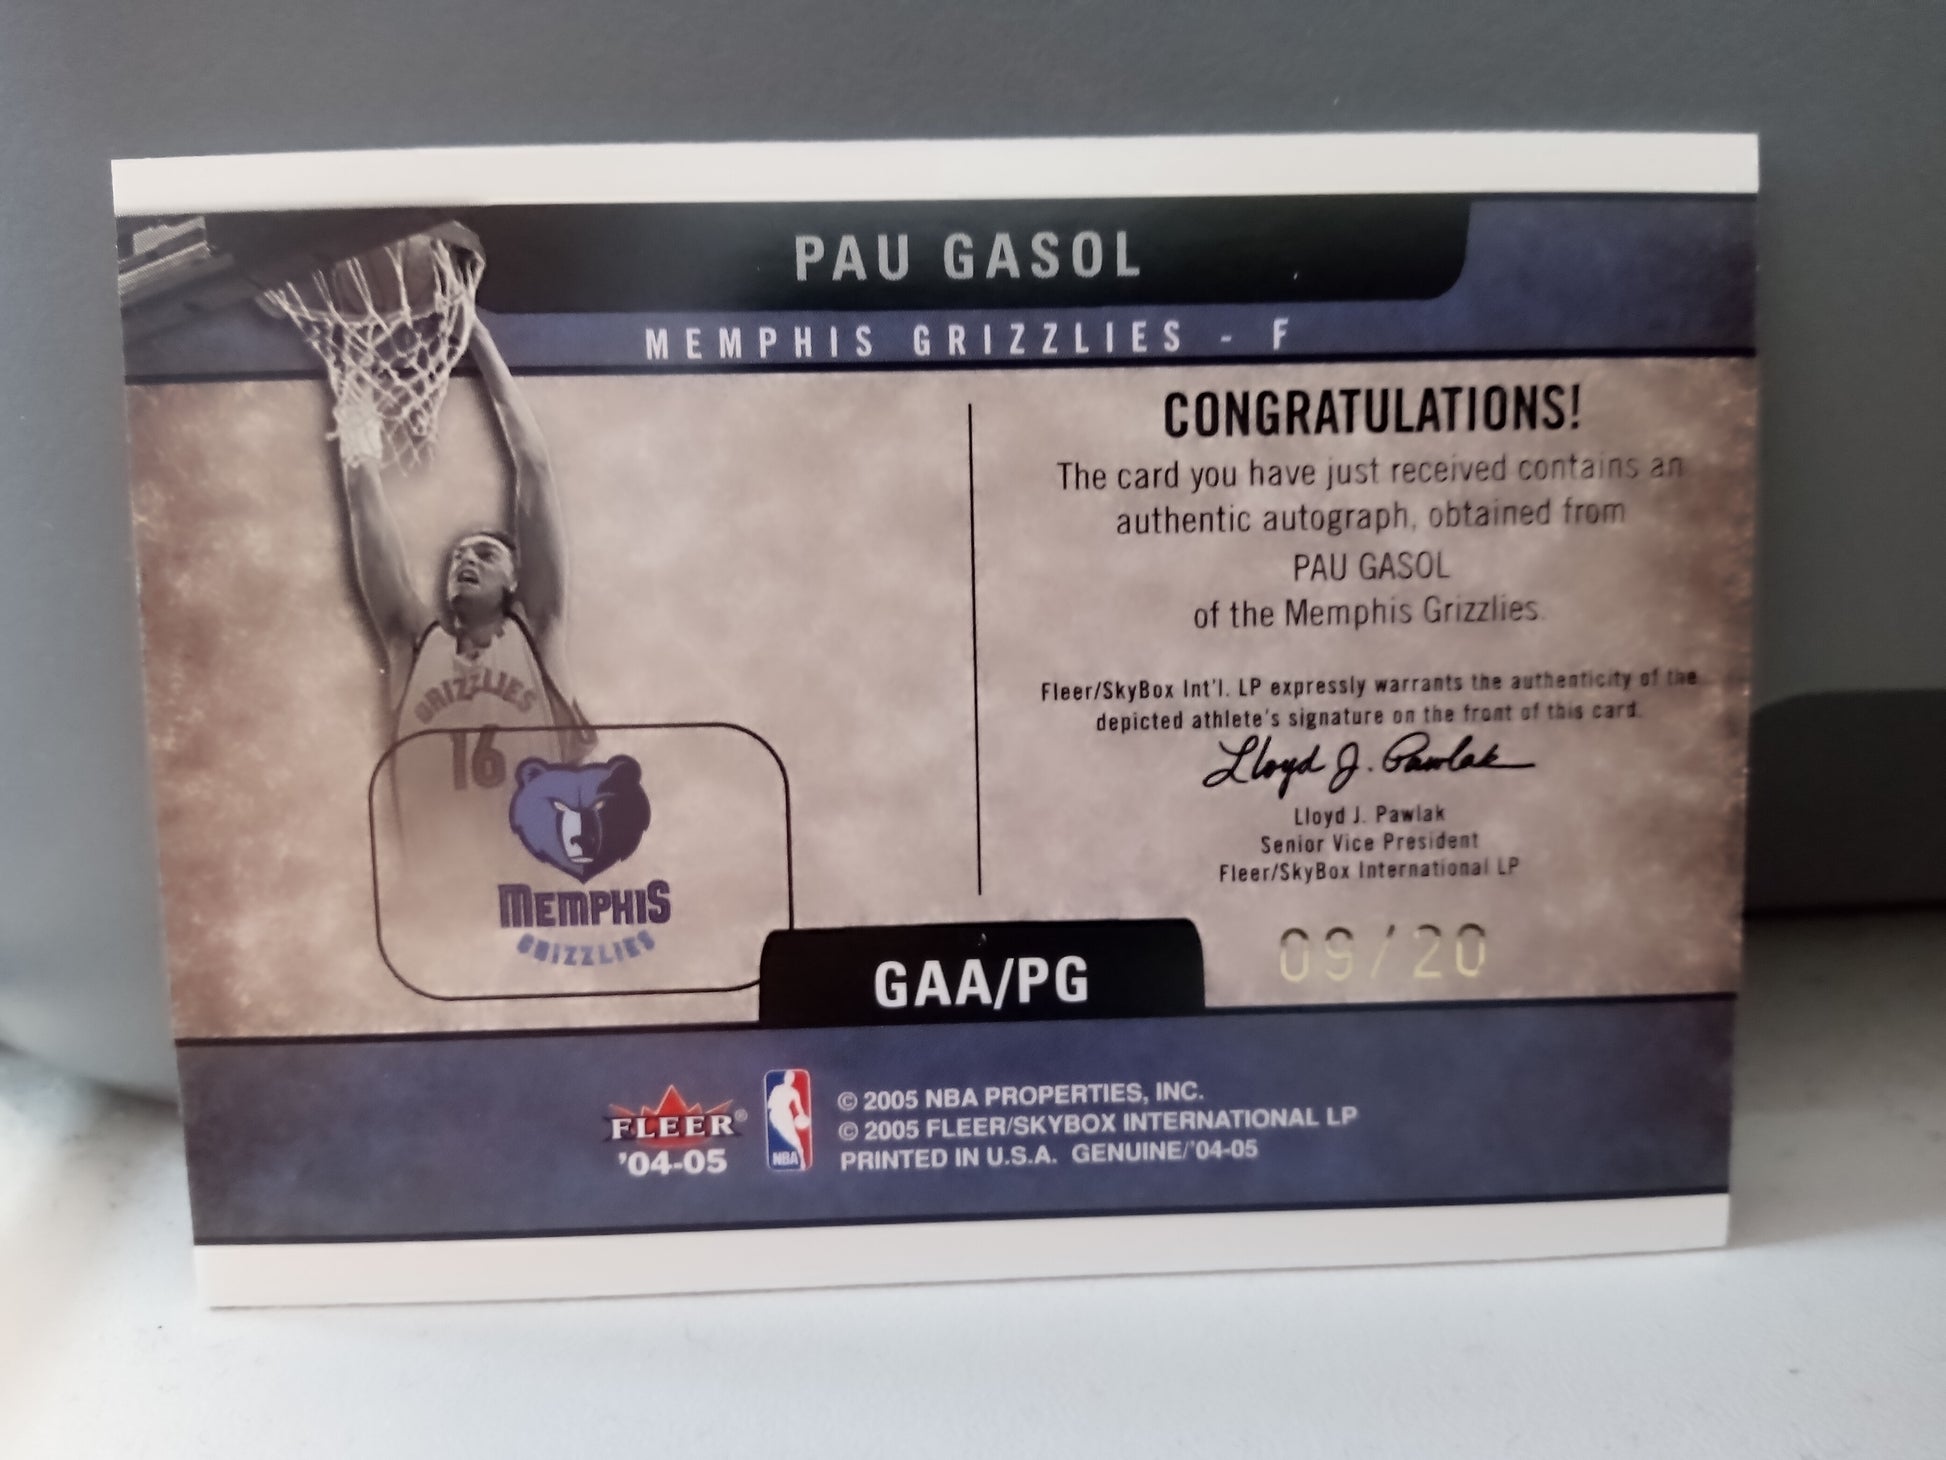 PAU GASOL
MEMPHIS GRIZZLIES - F
CONGRATULATIONS!
The card you have just received contains an
authentic autograph, obtained from
PAU GASOL
of the Memphis Grizzlies.
Fleer/SkyBox Int'l. LP expressly warrants the authenticity of the
depicted athlete's signature on the front of this card.
Lloyd J. Pawlak
Lloyd J. Pawlak
Senior Vice President
Fleer/SkyBox International LP
09/20
GRIZZLIES
16
MEMPHIS
GRIZZLIES
GAA/PG
FLEER®
'04-05
NBA
© 2005 NBA PROPERTIES, INC.
© 2005 FLEER/SKYBOX INTERNATIONAL LP
PRINTED IN U.S.A. GENUINE/'04-05